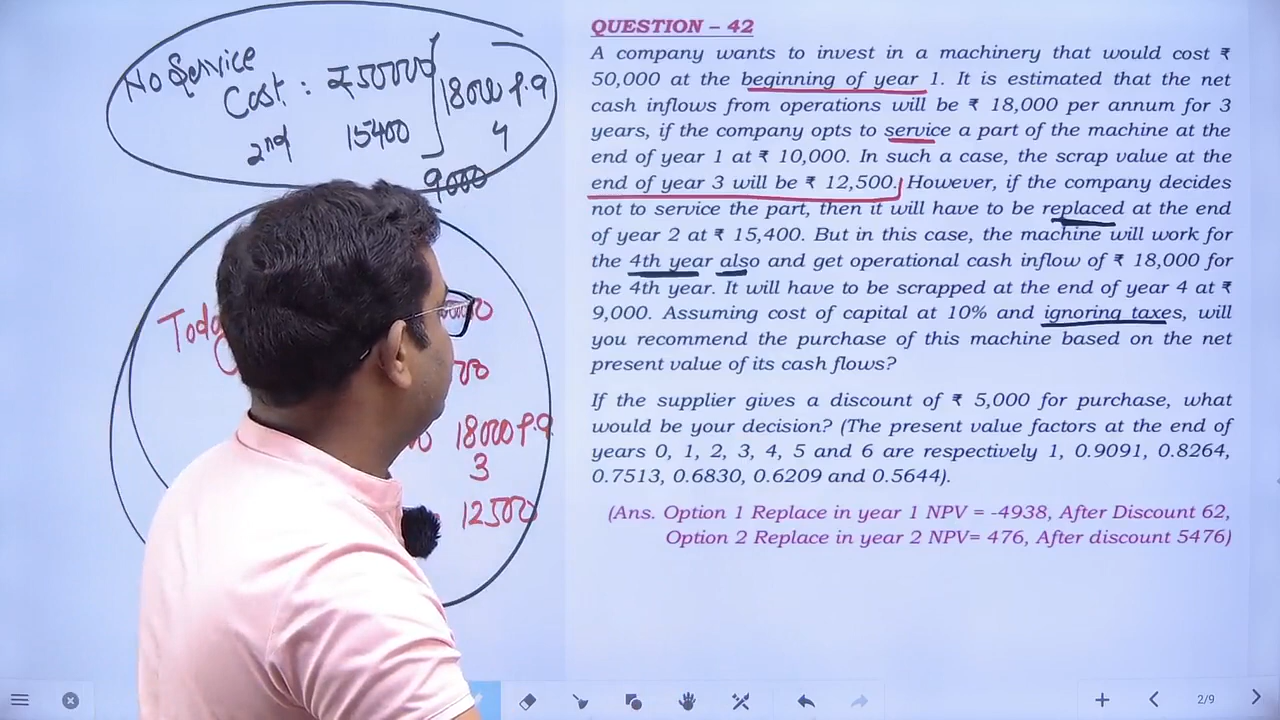 No Service
Cost : ₹50000
2nd 15400
18000 P.a
4
9000
Today
18000 P.a
3
12500
QUESTION – 42
A company wants to invest in a machinery that would cost ₹
50,000 at the beginning of year 1. It is estimated that the net
cash inflows from operations will be ₹ 18,000 per annum for 3
years, if the company opts to service a part of the machine at the
end of year 1 at ₹ 10,000. In such a case, the scrap value at the
end of year 3 will be ₹ 12,500. However, if the company decides
not to service the part, then it will have to be replaced at the end
of year 2 at ₹ 15,400. But in this case, the machine will work for
the 4th year also and get operational cash inflow of ₹ 18,000 for
the 4th year. It will have to be scrapped at the end of year 4 at ₹
9,000. Assuming cost of capital at 10% and ignoring taxes, will
you recommend the purchase of this machine based on the net
present value of its cash flows?
If the supplier gives a discount of ₹ 5,000 for purchase, what
would be your decision? (The present value factors at the end of
years 0, 1, 2, 3, 4, 5 and 6 are respectively 1, 0.9091, 0.8264,
0.7513, 0.6830, 0.6209 and 0.5644).
(Ans. Option 1 Replace in year 1 NPV = -4938, After Discount 62,
Option 2 Replace in year 2 NPV= 476, After discount 5476)
2/9